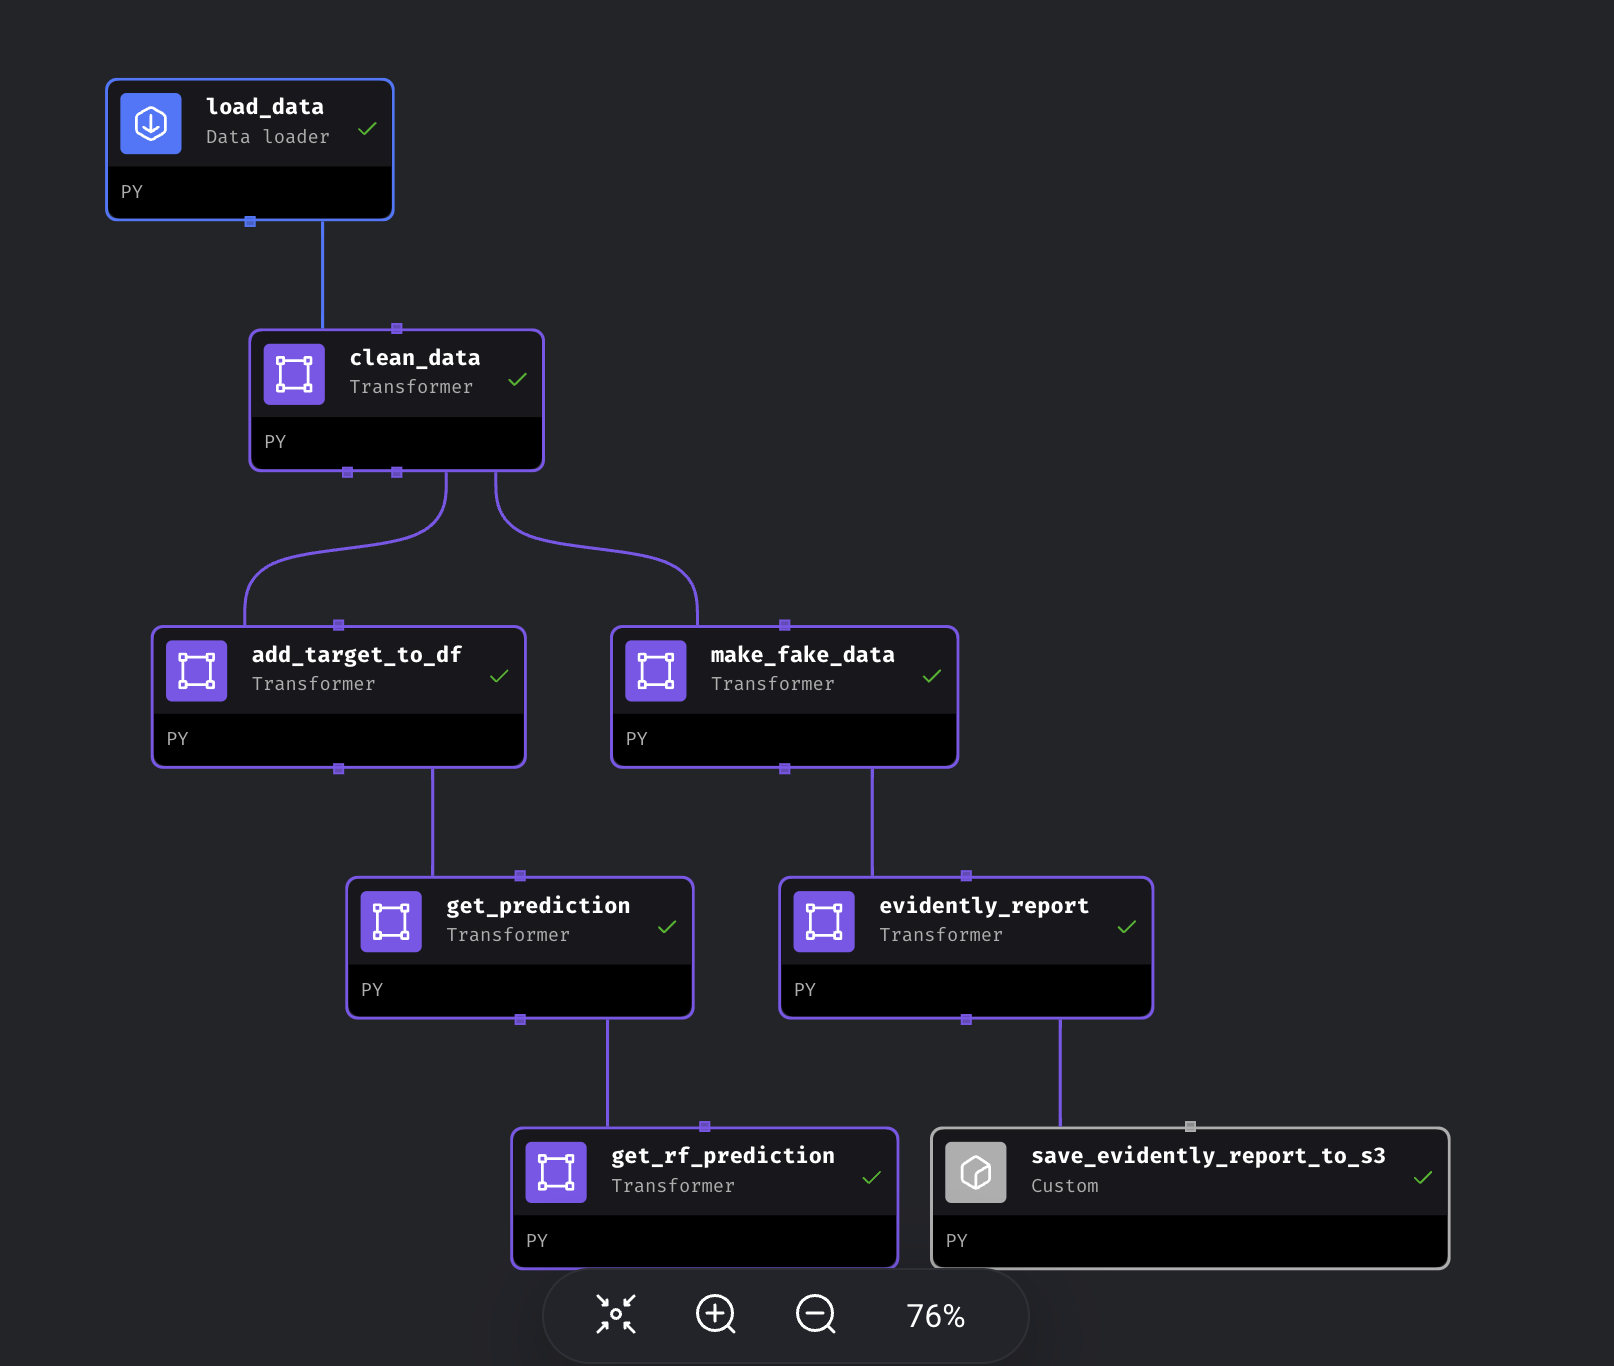 load_data
Data loader
PY
clean_data
Transformer
PY
add_target_to_df
Transformer
PY
make_fake_data
Transformer
PY
get_prediction
Transformer
PY
evidently_report
Transformer
PY
get_rf_prediction
Transformer
PY
save_evidently_report_to_s3
Custom
PY
76%